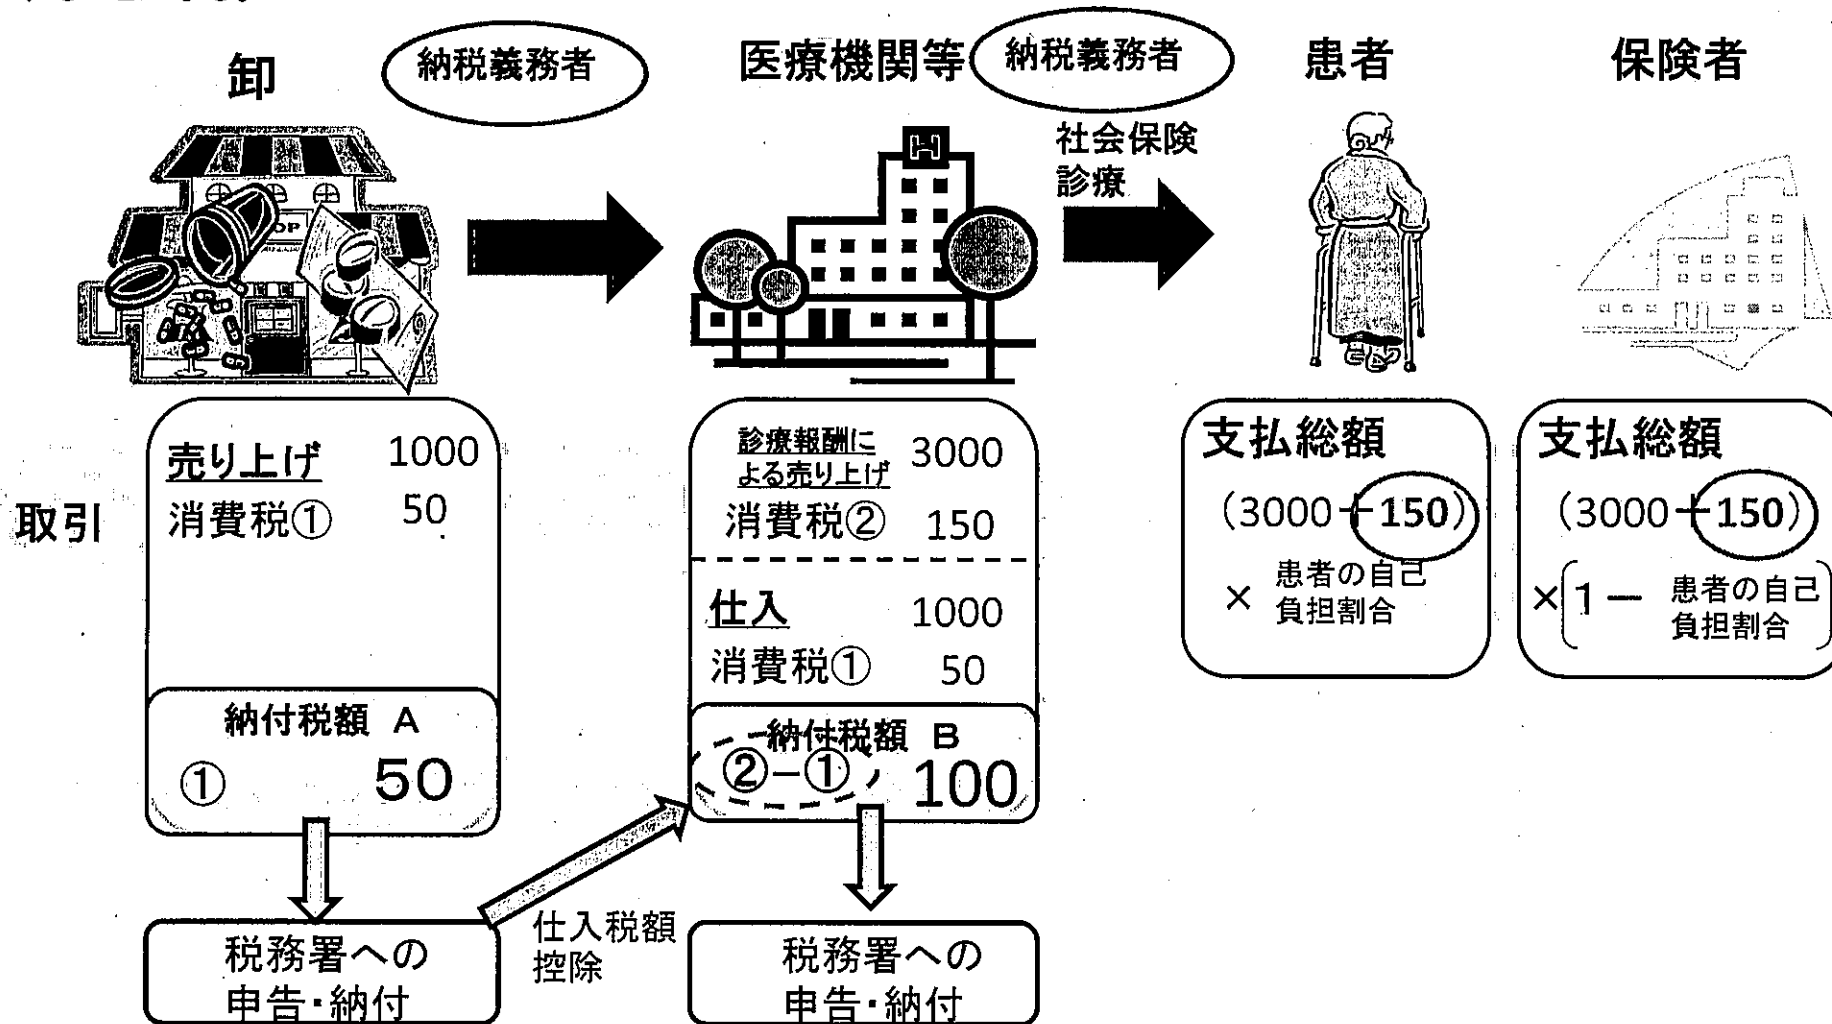 卸
納税義務者
医療機関等
納税義務者
患者
保険者
社会保険
診療
取引
売り上げ 1000
消費税① 50
納付税額 A
① 50
税務署への
申告・納付
仕入税額
控除
診療報酬に
よる売り上げ 3000
消費税② 150
仕入 1000
消費税① 50
納付税額 B
②－① 100
税務署への
申告・納付
支払総額
(3000＋150)
× 患者の自己
負担割合
支払総額
(3000＋150)
×(1－ 患者の自己
負担割合)